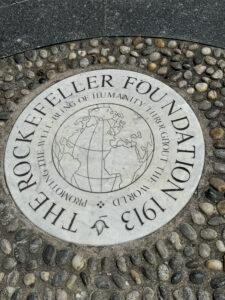 THE ROCKEFELLER FOUNDATION 1913
PROMOTING THE WELL-BEING OF HUMANITY THROUGHOUT THE WORLD